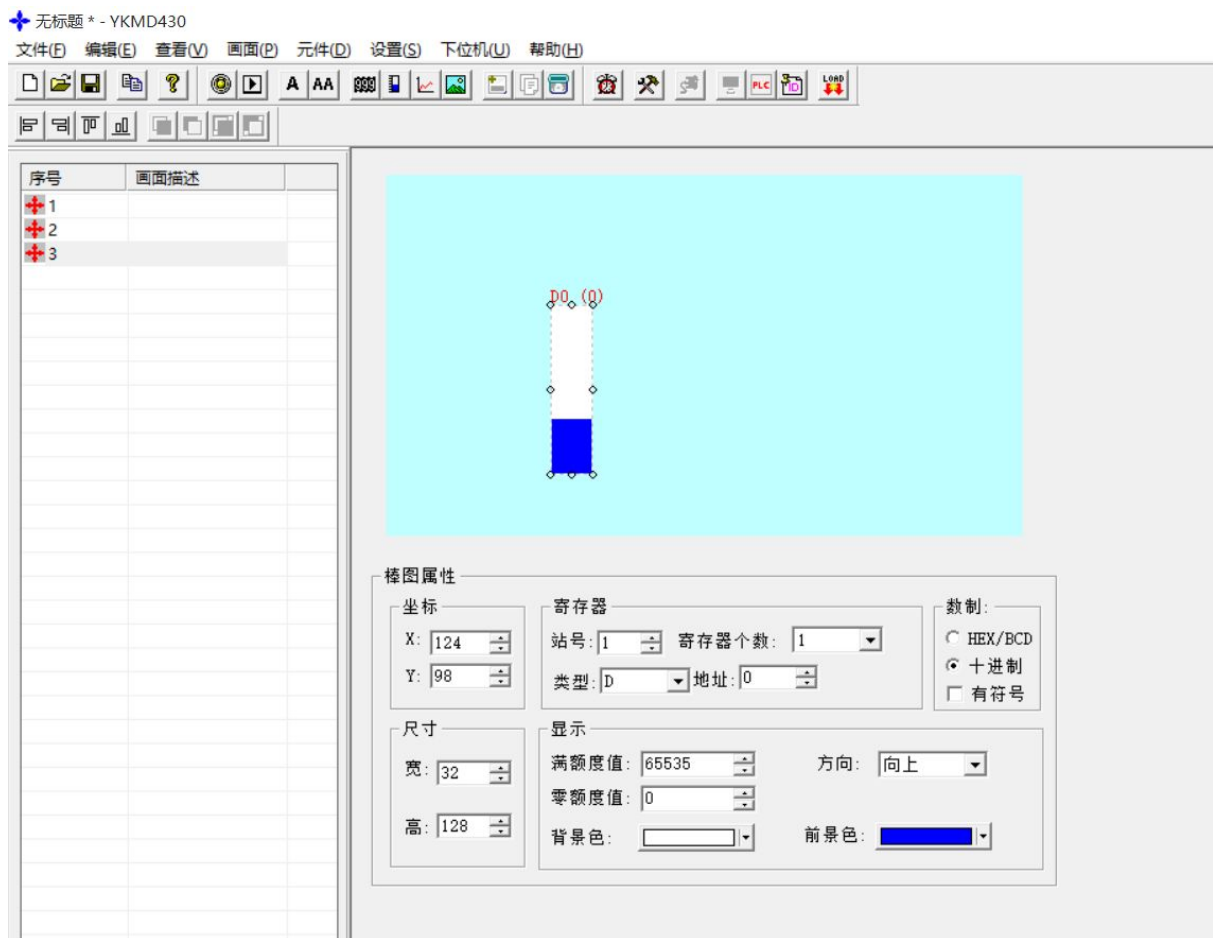 无标题 * - YKMD430
文件(F) 编辑(E) 查看(V) 画面(P) 元件(D) 设置(S) 下位机(U) 帮助(H)
A AA 999 PLC ID LOAD
序号 画面描述
1
2
3
D0 (0)
棒图属性
坐标 寄存器 数制:
X: 124 站号: 1 寄存器个数: 1 HEX/BCD
Y: 98 类型: D 地址: 0 十进制
有符号
尺寸 显示
宽: 32 满额度值: 65535 方向: 向上
零额度值: 0
高: 128 背景色: 前景色: